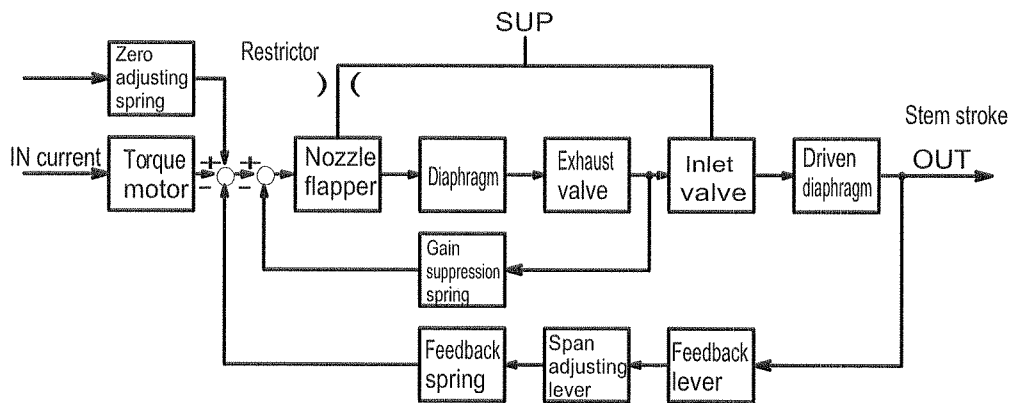 SUP
Zero
adjusting
spring
Restrictor
) (
Stem stroke
IN current
Torque
motor
+
−
+
−
Nozzle
flapper
Diaphragm
Exhaust
valve
Inlet
valve
Driven
diaphragm
OUT
Gain
suppression
spring
Feedback
spring
Span
adjusting
lever
Feedback
lever